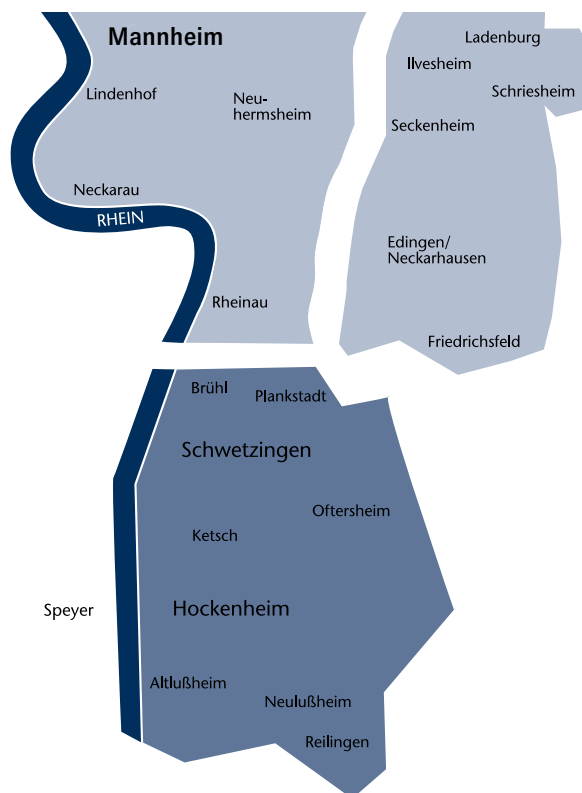 Mannheim
Ladenburg
Ilvesheim
Schriesheim
Lindenhof
Neu-
hermsheim
Seckenheim
Neckarau
RHEIN
Edingen/
Neckarhausen
Rheinau
Friedrichsfeld
Brühl
Plankstadt
Schwetzingen
Oftersheim
Ketsch
Speyer
Hockenheim
Altlußheim
Neulußheim
Reilingen